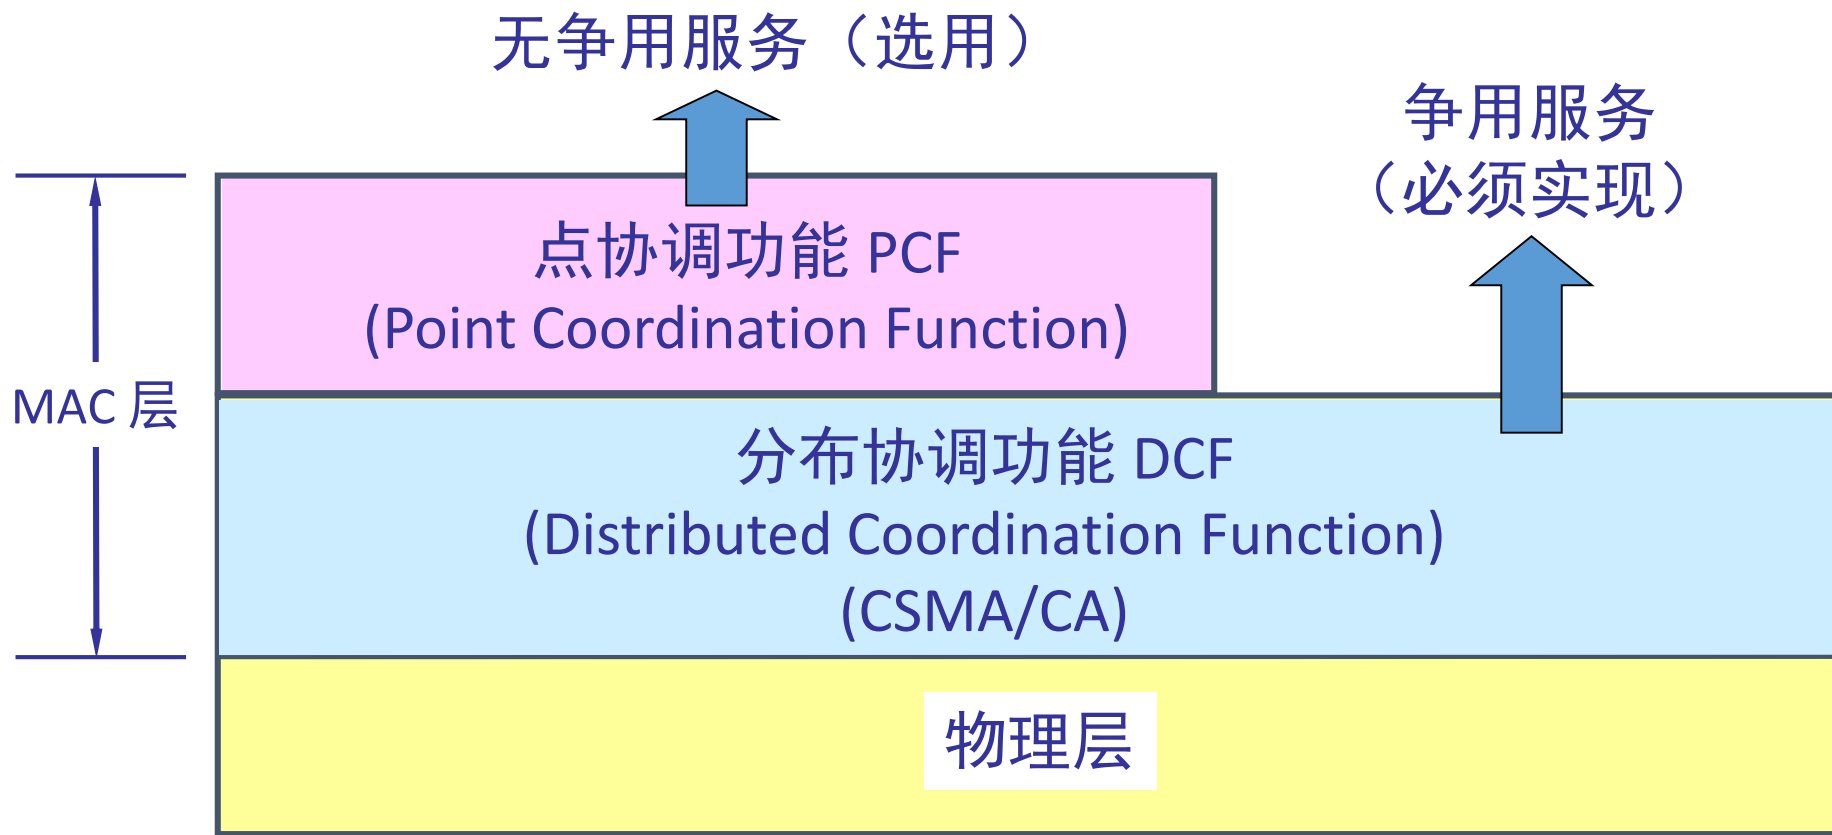 无争用服务（选用）
争用服务
（必须实现）
点协调功能 PCF
(Point Coordination Function)
MAC 层
分布协调功能 DCF
(Distributed Coordination Function)
(CSMA/CA)
物理层